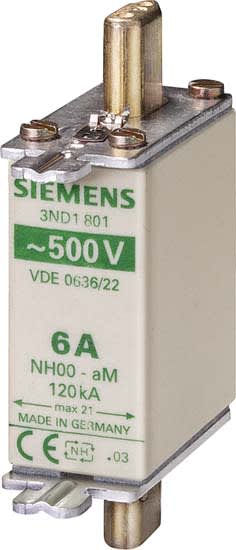 SIEMENS
3ND1 801
~500V
VDE 0636/22
6A
NH00 - aM
120kA
max 21
MADE IN GERMANY
CE NH .03